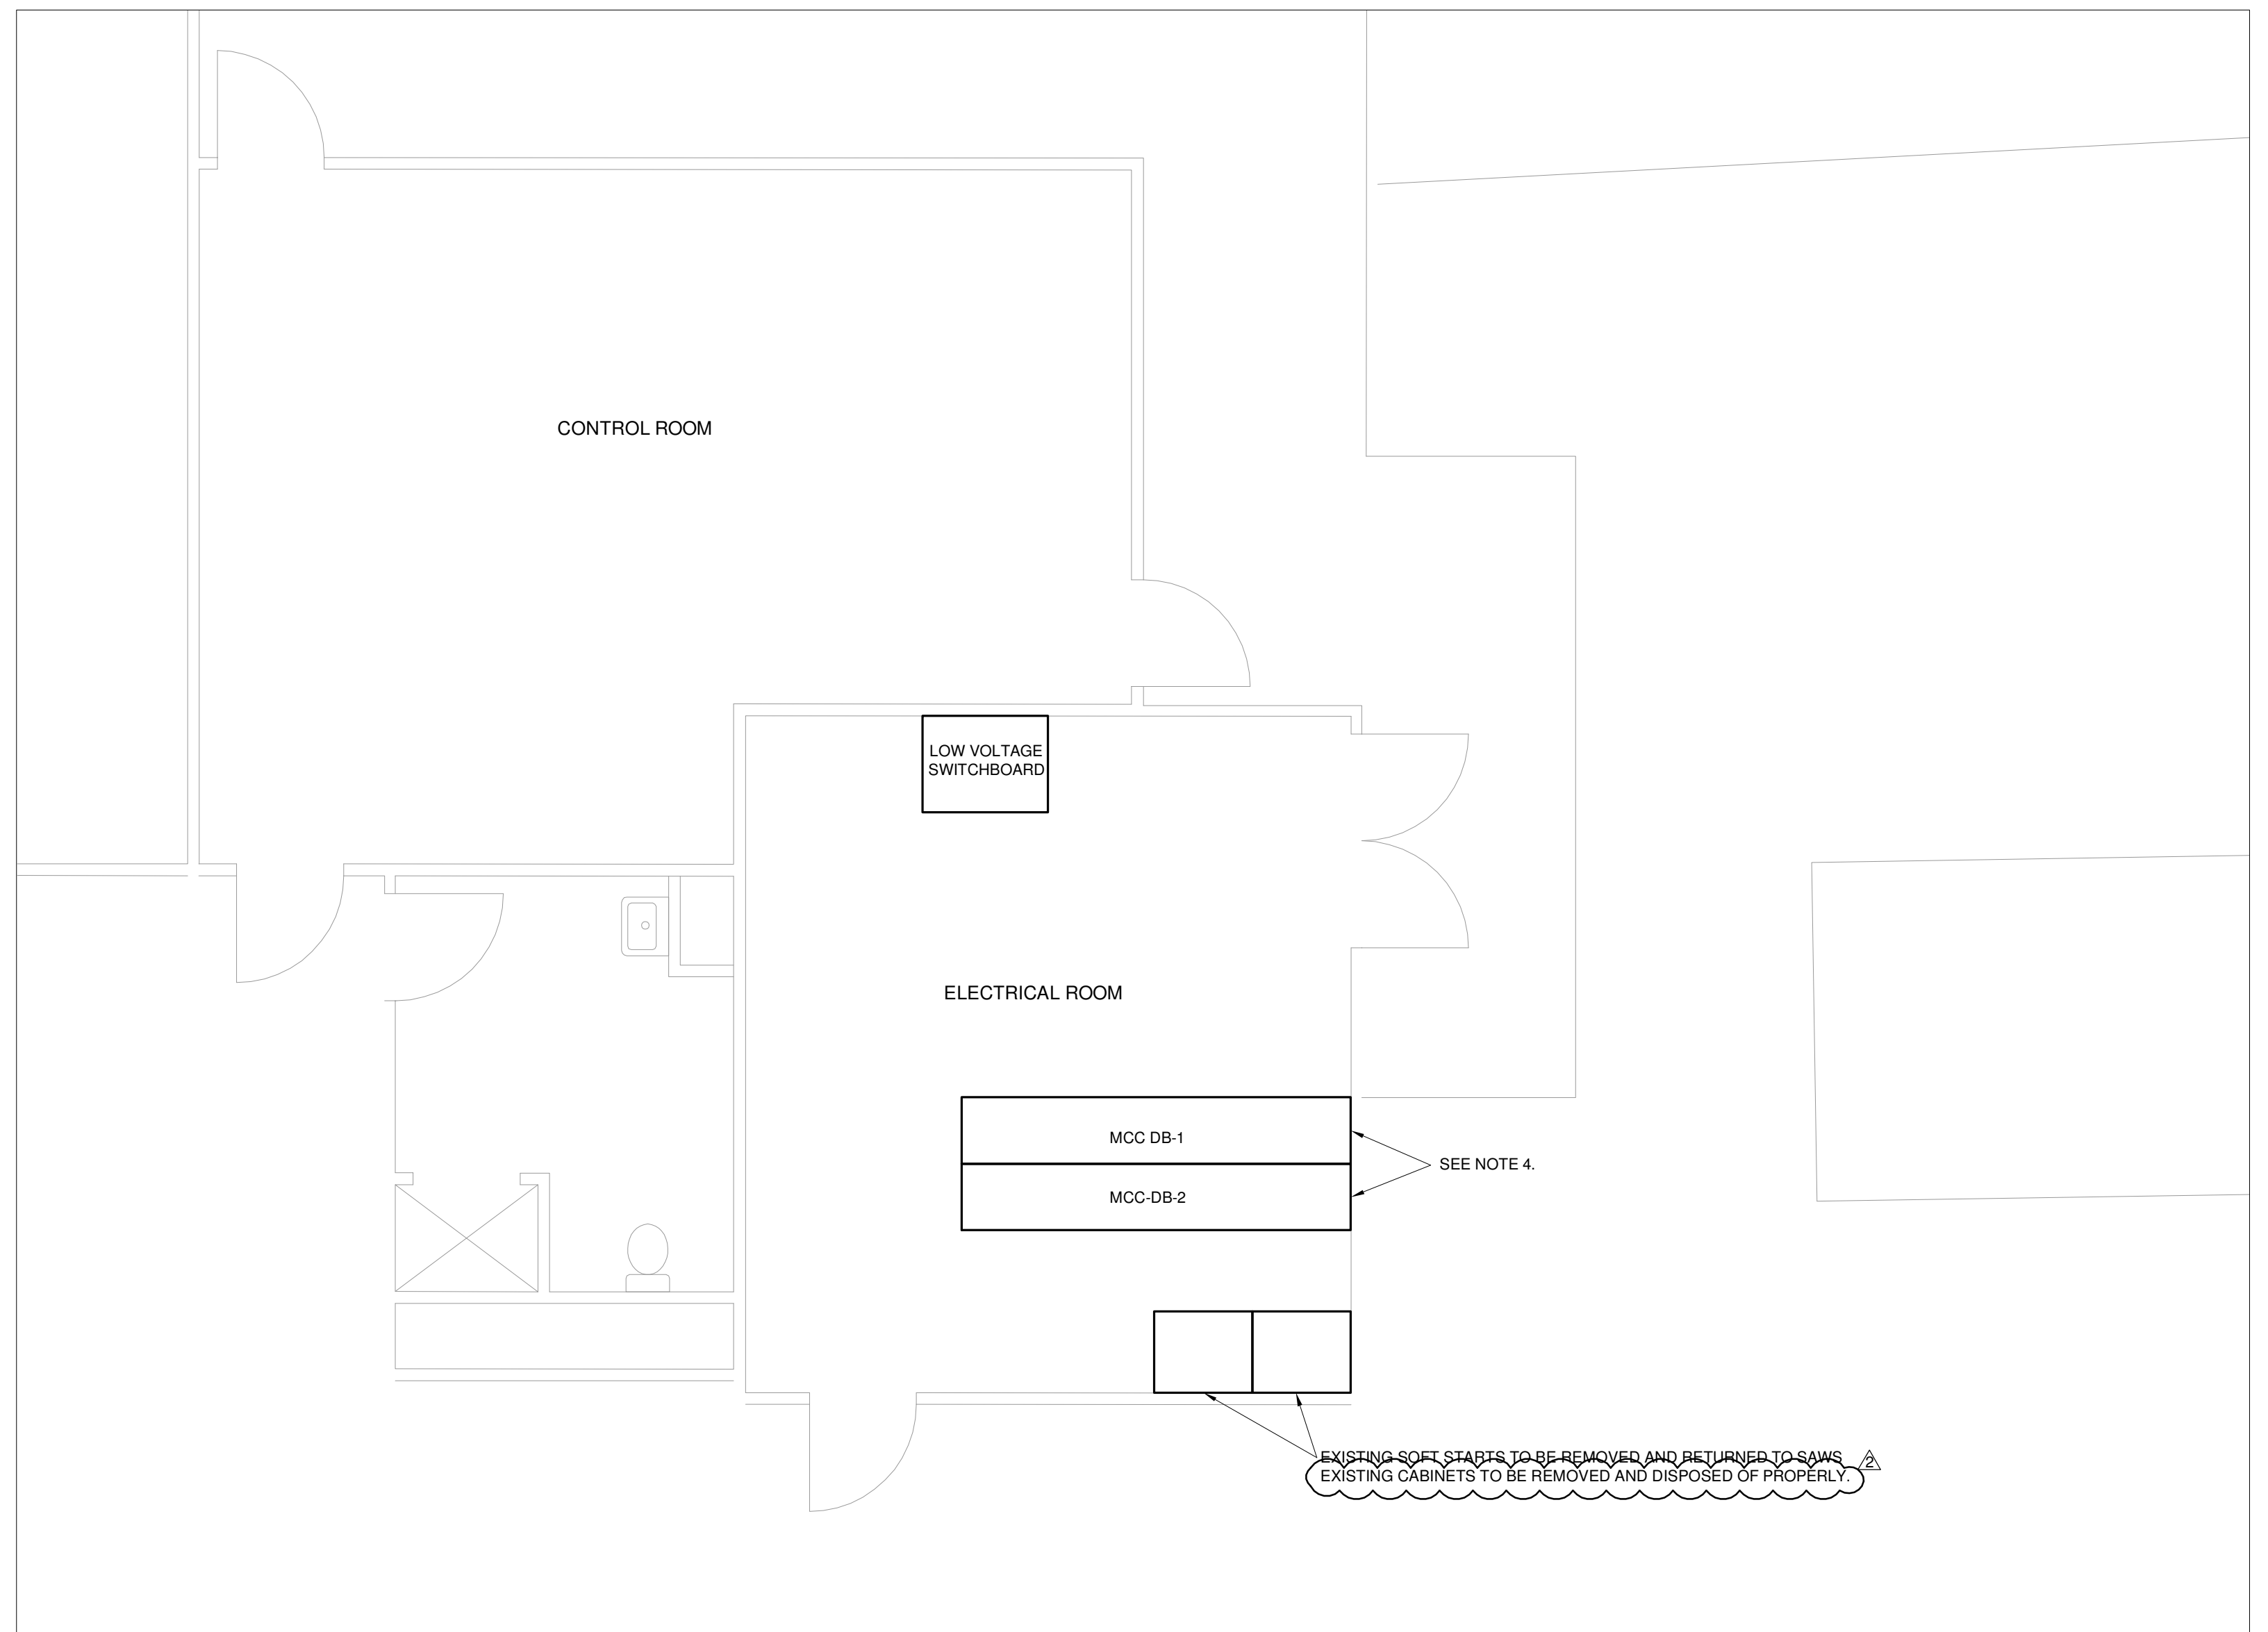 CONTROL ROOM
LOW VOLTAGE
SWITCHBOARD
ELECTRICAL ROOM
MCC DB-1
SEE NOTE 4.
MCC-DB-2
EXISTING SOFT STARTS TO BE REMOVED AND RETURNED TO SAWS
2
EXISTING CABINETS TO BE REMOVED AND DISPOSED OF PROPERLY.